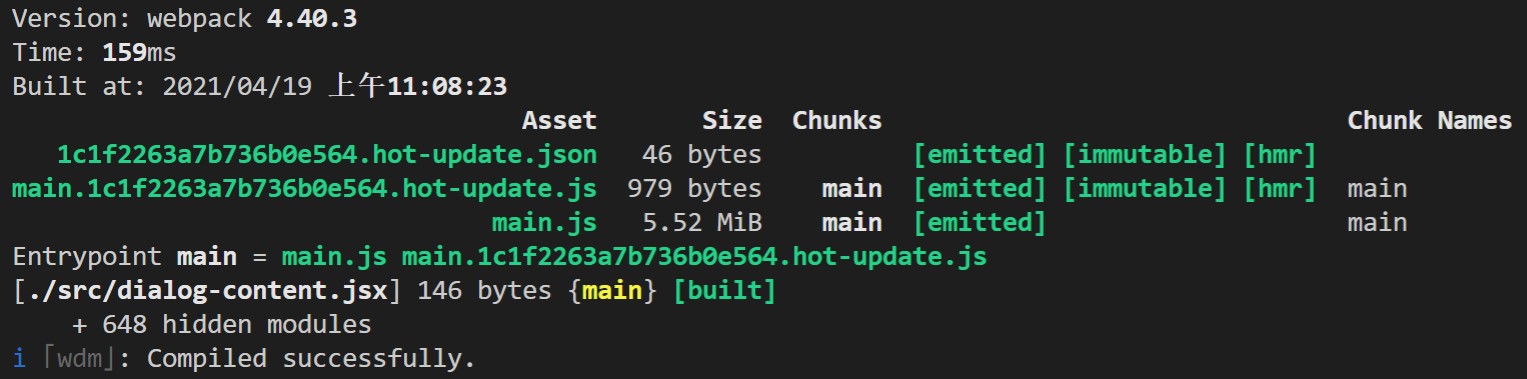 Version: webpack 4.40.3
Time: 159ms
Built at: 2021/04/19 上午11:08:23
Asset Size Chunks Chunk Names
1c1f2263a7b736b0e564.hot-update.json 46 bytes [emitted] [immutable] [hmr]
main.1c1f2263a7b736b0e564.hot-update.js 979 bytes main [emitted] [immutable] [hmr] main
main.js 5.52 MiB main [emitted] main
Entrypoint main = main.js main.1c1f2263a7b736b0e564.hot-update.js
[./src/dialog-content.jsx] 146 bytes {main} [built]
+ 648 hidden modules
i ｢wdm｣: Compiled successfully.